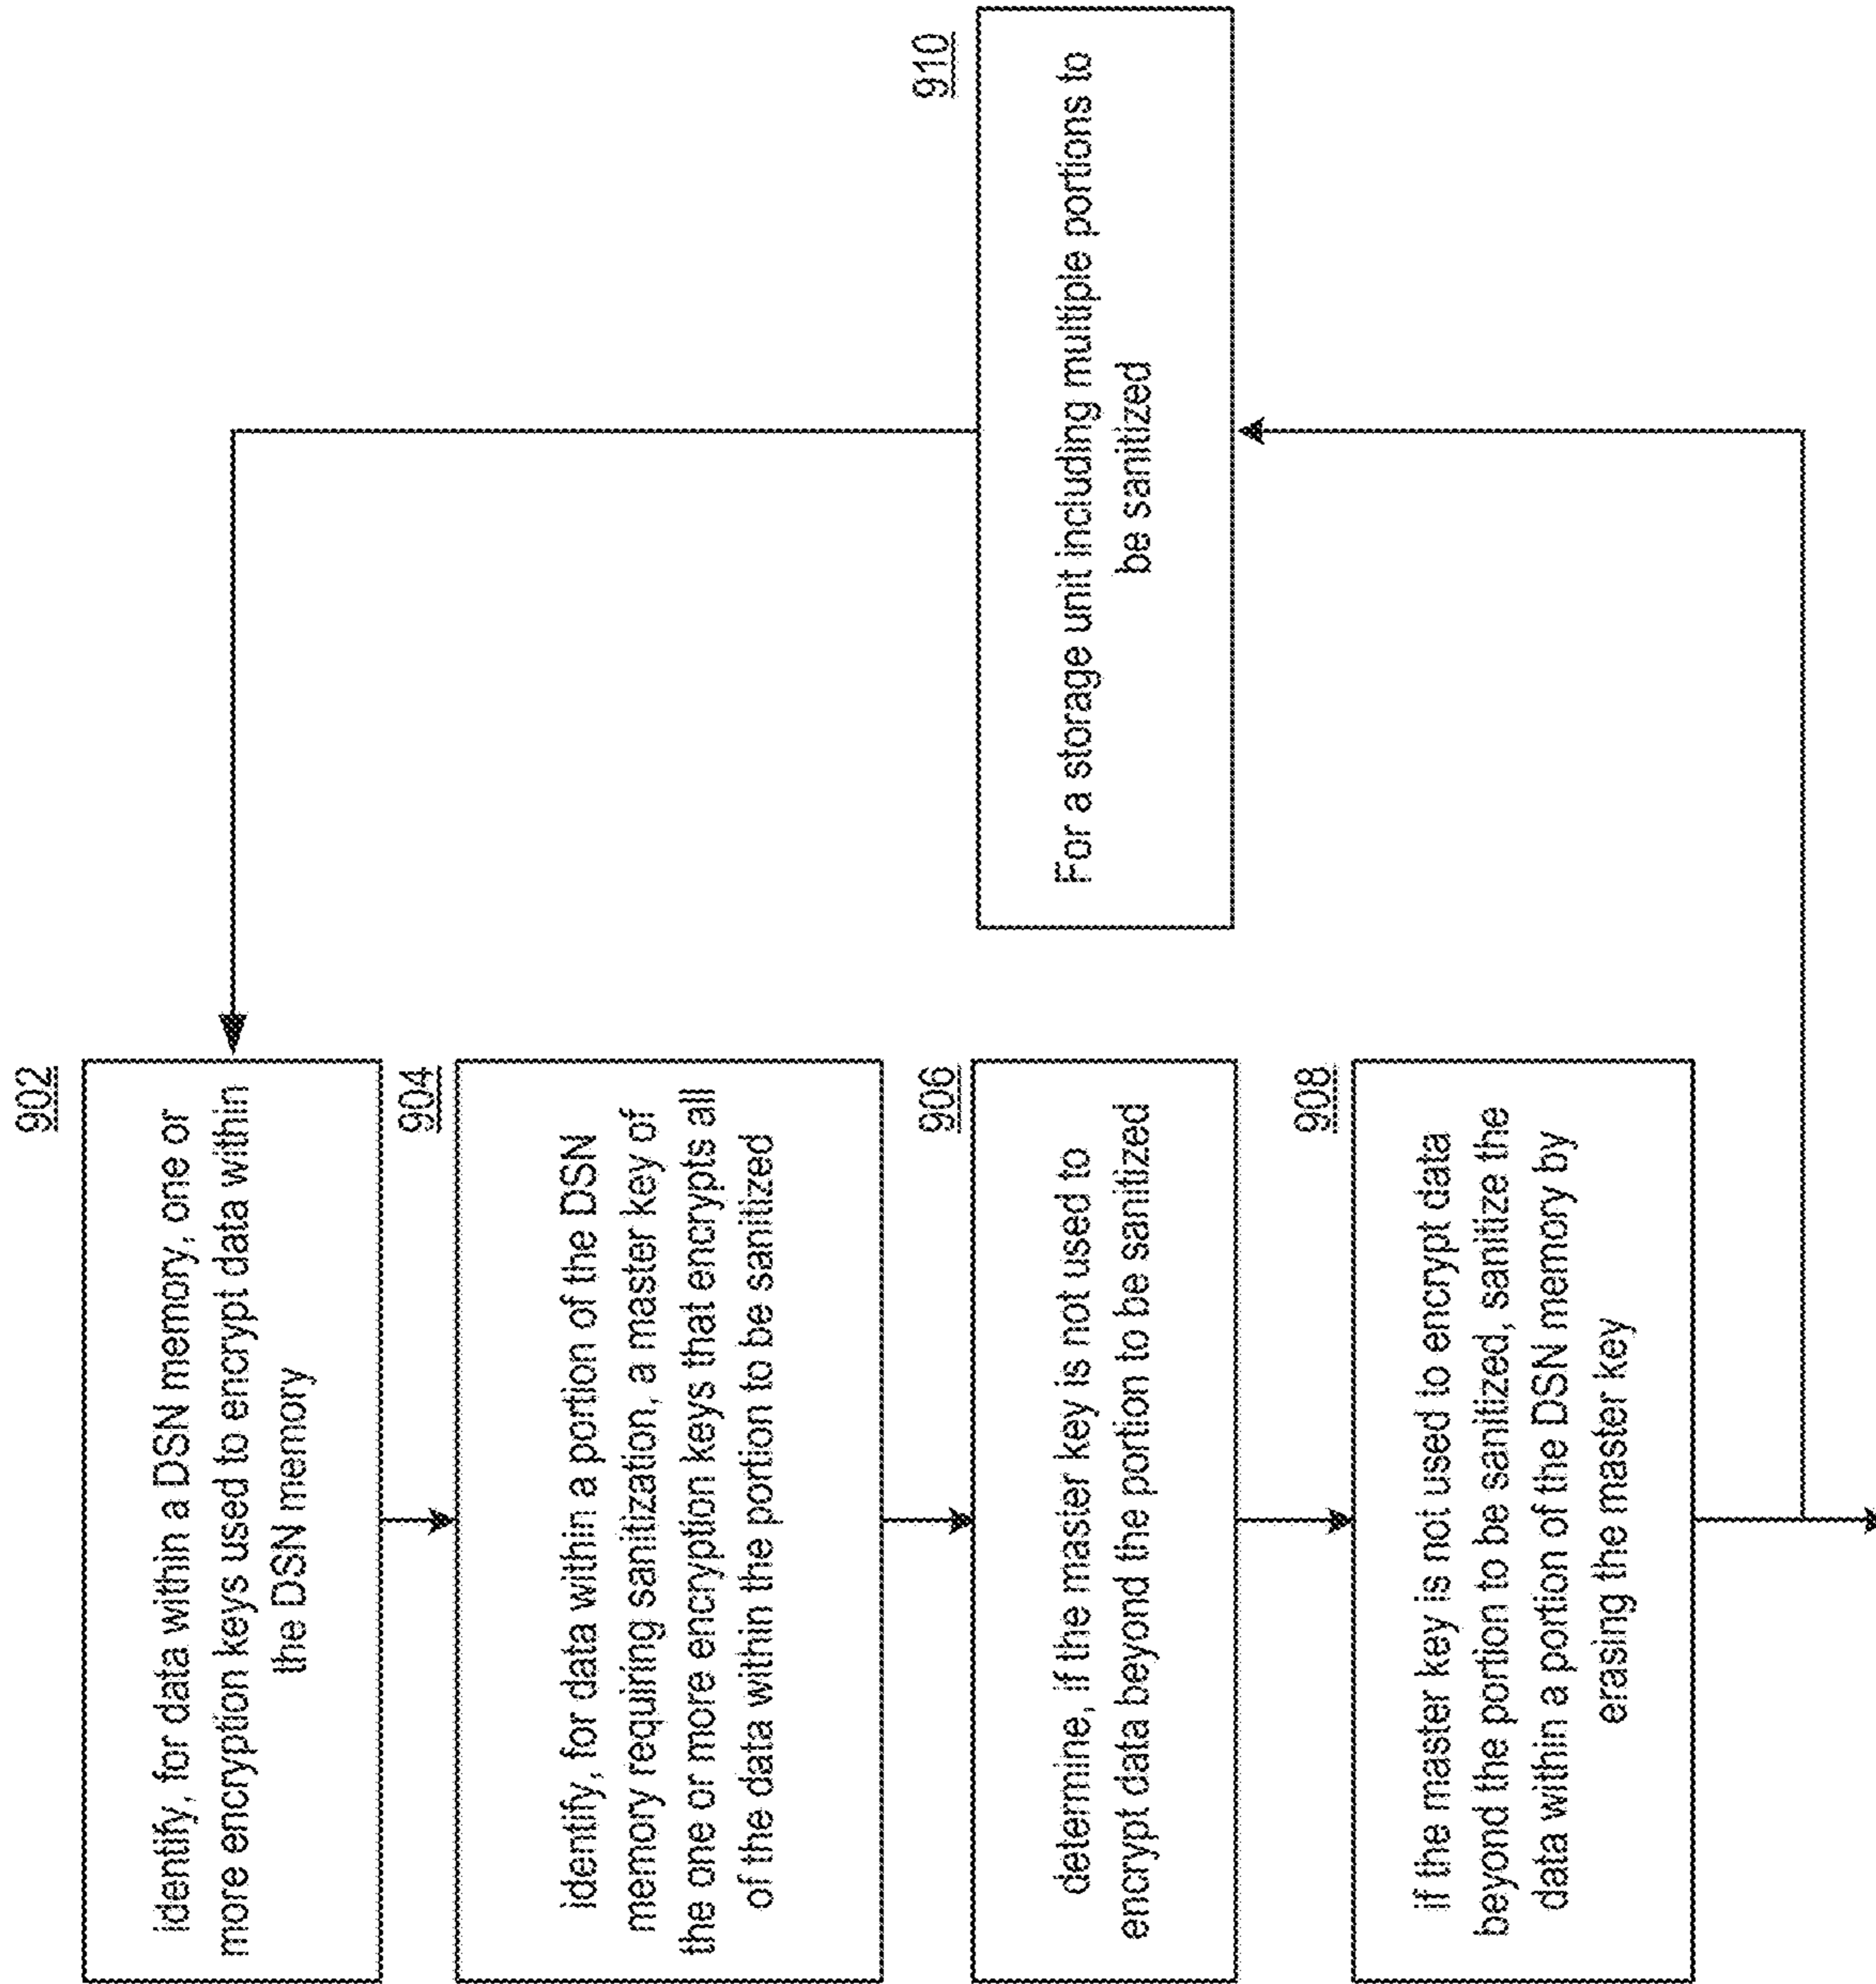 902
identify, for data within a DSN memory, one or
more encryption keys used to encrypt data within
the DSN memory
904
identify, for data within a portion of the DSN
memory requiring sanitization, a master key of
the one or more encryption keys that encrypts all
of the data within the portion to be sanitized
906
determine, if the master key is not used to
encrypt data beyond the portion to be sanitized
908
if the master key is not used to encrypt data
beyond the portion to be sanitized, sanitize the
data within a portion of the DSN memory by
erasing the master key
910
For a storage unit including multiple portions to
be sanitized